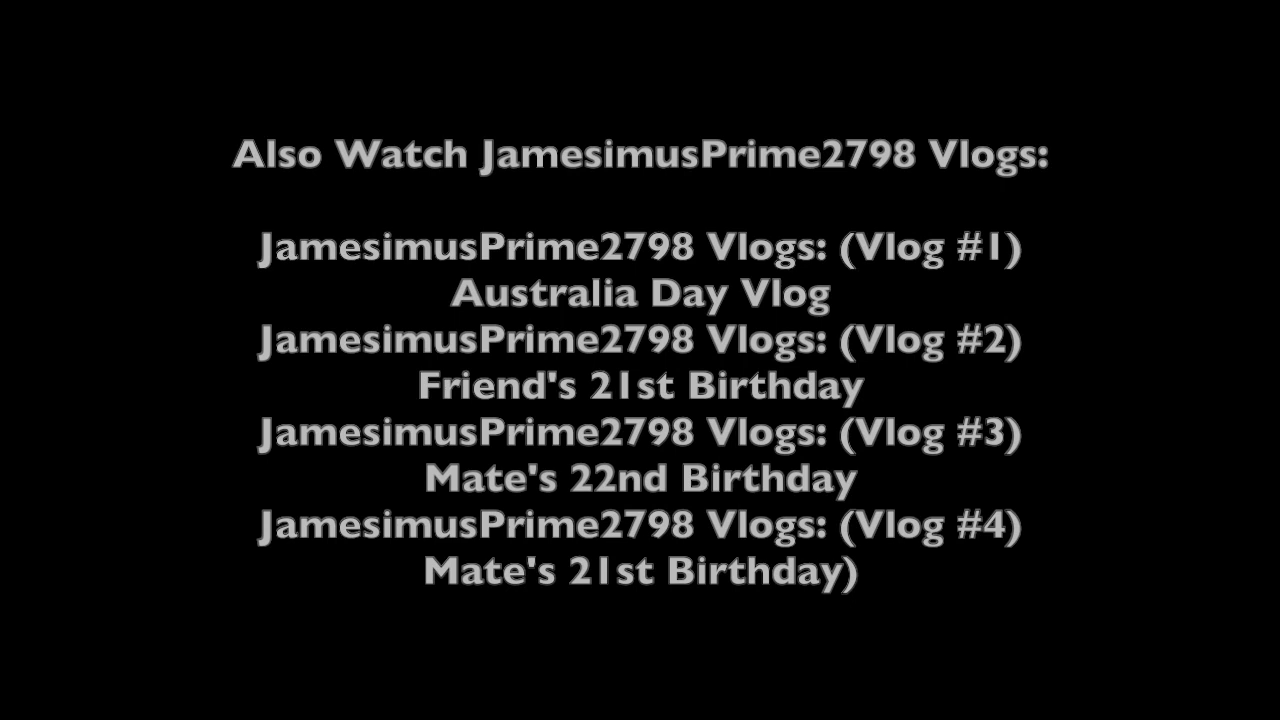 Also Watch JamesimusPrime2798 Vlogs:
JamesimusPrime2798 Vlogs: (Vlog #1)
Australia Day Vlog
JamesimusPrime2798 Vlogs: (Vlog #2)
Friend's 21st Birthday
JamesimusPrime2798 Vlogs: (Vlog #3)
Mate's 22nd Birthday
JamesimusPrime2798 Vlogs: (Vlog #4)
Mate's 21st Birthday)